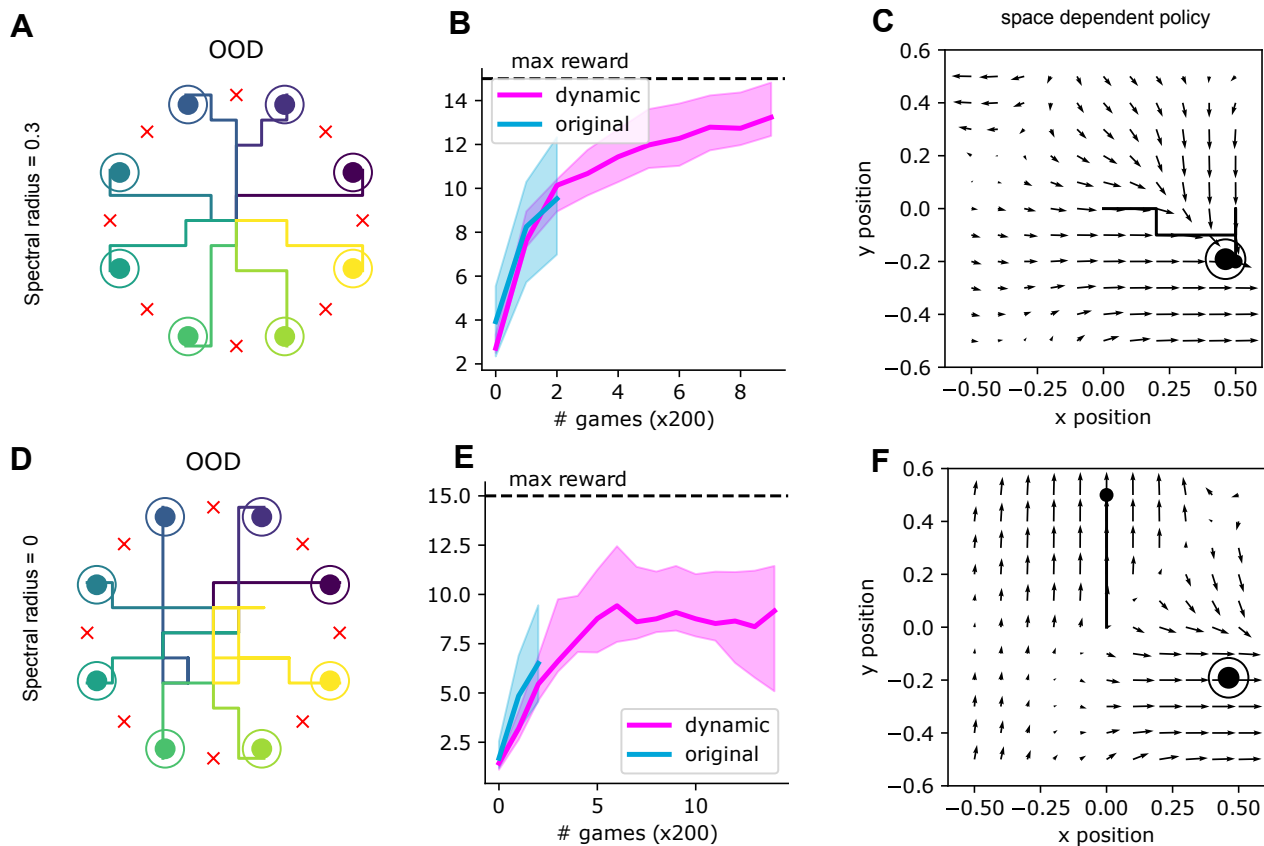 A
OOD
Spectral radius = 0.3
B
max reward
dynamic
original
14
12
10
8
6
4
2
0 2 4 6 8
# games (x200)
C
space dependent policy
0.6
0.4
0.2
0.0
−0.2
−0.4
−0.6
y position
−0.50 −0.25 0.00 0.25 0.50
x position
D
OOD
Spectral radius = 0
E
max reward
15.0
12.5
10.0
7.5
5.0
2.5
dynamic
original
0 5 10
# games (x200)
F
0.6
0.4
0.2
0.0
−0.2
−0.4
−0.6
y position
−0.50 −0.25 0.00 0.25 0.50
x position